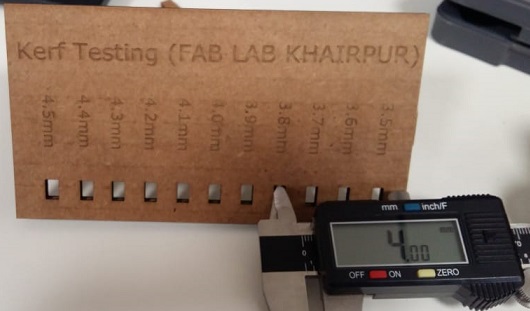 Kerf Testing (FAB LAB KHAIRPUR)
4.5mm
4.4mm
4.3mm
4.2mm
4.1mm
4.0mm
3.9mm
3.8mm
3.7mm
3.6mm
3.5mm
mm inch/F
4.00
OFF ON ZERO
0